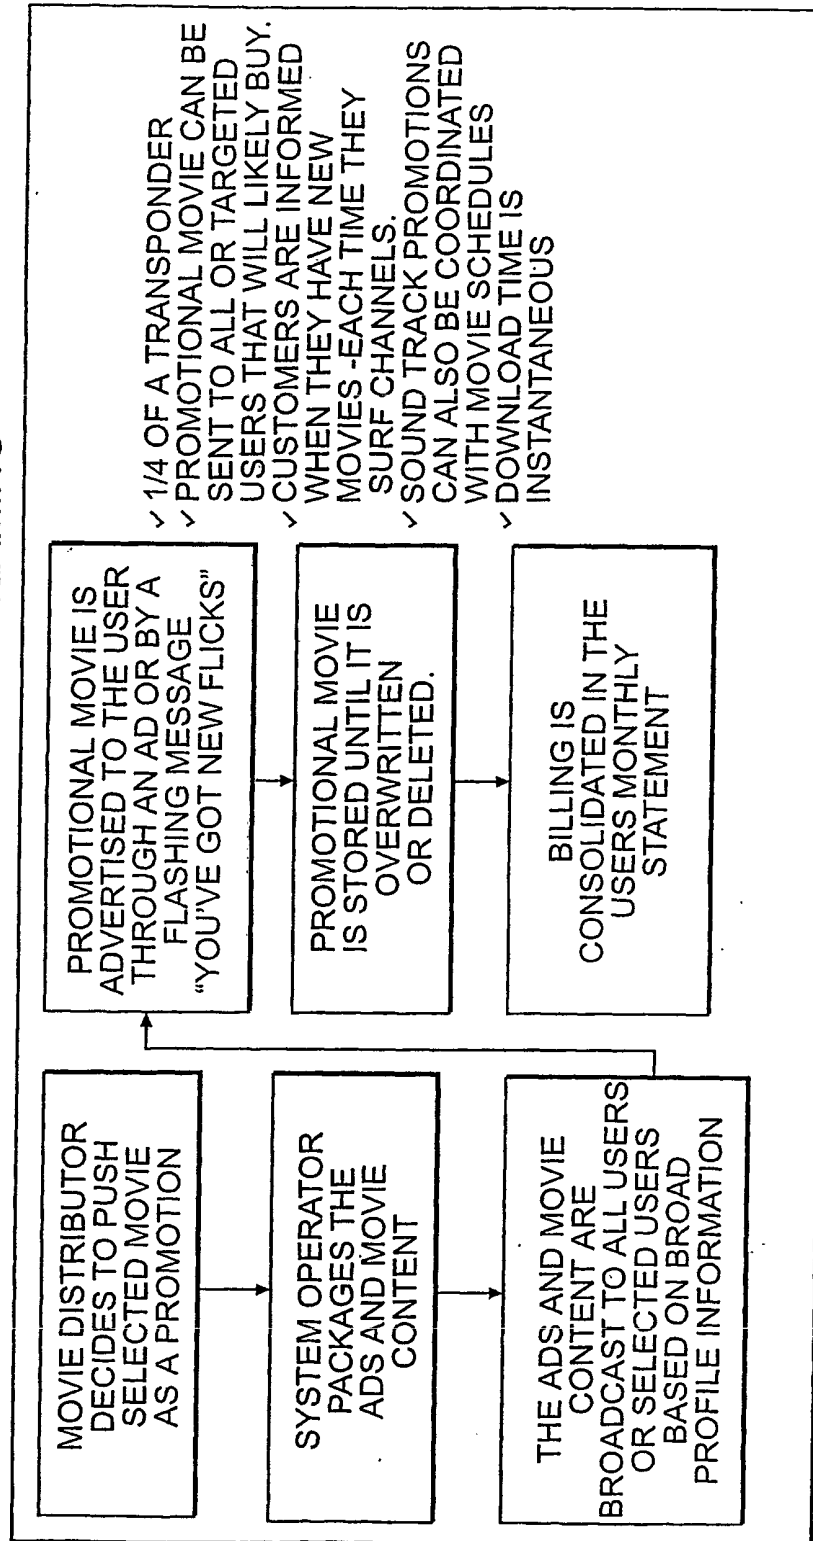 MOVIE DISTRIBUTOR
DECIDES TO PUSH
SELECTED MOVIE
AS A PROMOTION
SYSTEM OPERATOR
PACKAGES THE
ADS AND MOVIE
CONTENT
THE ADS AND MOVIE
CONTENT ARE
BROADCAST TO ALL USERS
OR SELECTED USERS
BASED ON BROAD
PROFILE INFORMATION
PROMOTIONAL MOVIE IS
ADVERTISED TO THE USER
THROUGH AN AD OR BY A
FLASHING MESSAGE
"YOU'VE GOT NEW FLICKS"
PROMOTIONAL MOVIE
IS STORED UNTIL IT IS
OVERWRITTEN
OR DELETED.
BILLING IS
CONSOLIDATED IN THE
USERS MONTHLY
STATEMENT
✓ 1/4 OF A TRANSPONDER
✓ PROMOTIONAL MOVIE CAN BE
SENT TO ALL OR TARGETED
USERS THAT WILL LIKELY BUY.
✓ CUSTOMERS ARE INFORMED
WHEN THEY HAVE NEW
MOVIES -EACH TIME THEY
SURF CHANNELS.
✓ SOUND TRACK PROMOTIONS
CAN ALSO BE COORDINATED
WITH MOVIE SCHEDULES
✓ DOWNLOAD TIME IS
INSTANTANEOUS